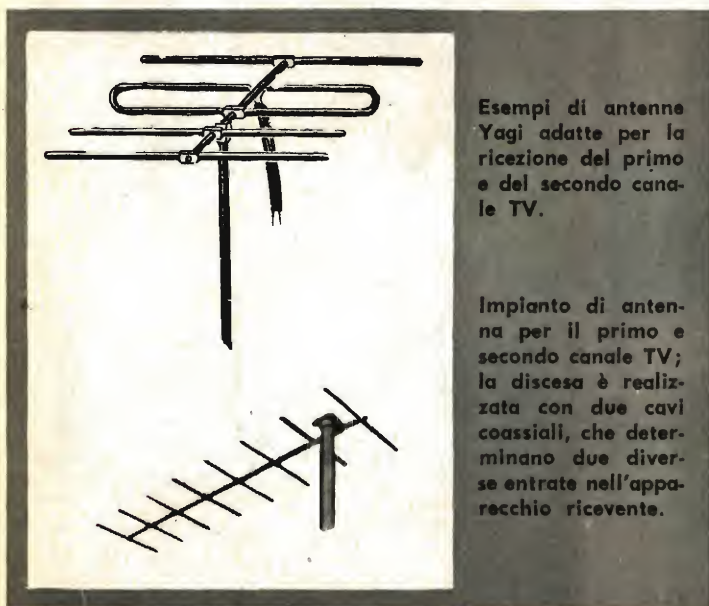 Esempi di antenne
Yagi adatte per la
ricezione del primo
e del secondo cana-
le TV.
Impianto di anten-
na per il primo e
secondo canale TV;
la discesa è realiz-
zata con due cavi
coassiali, che deter-
minano due diver-
se entrate nell'appa-
recchio ricevente.